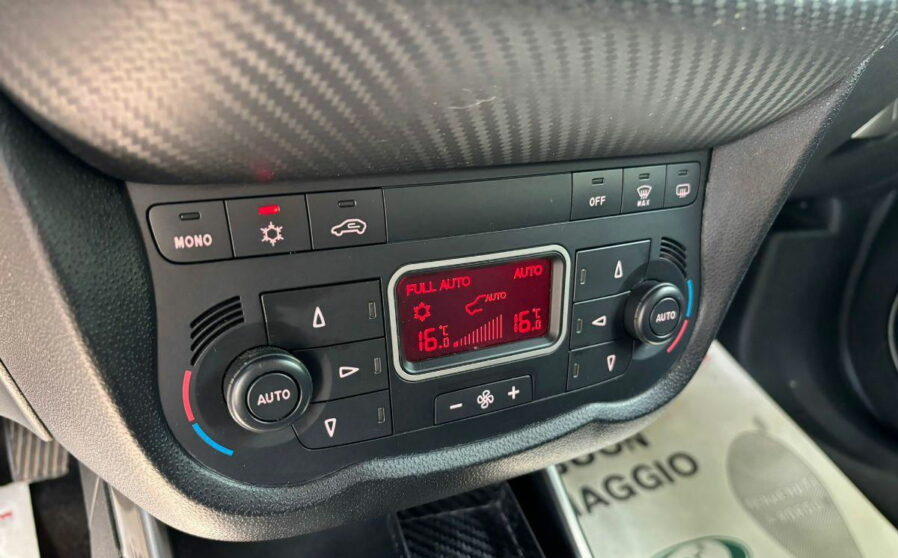 MONO
OFF
MAX
FULL AUTO AUTO
AUTO
16.0 °C 16.0 °C
AUTO
AUTO
- +
BUON
VIAGGIO